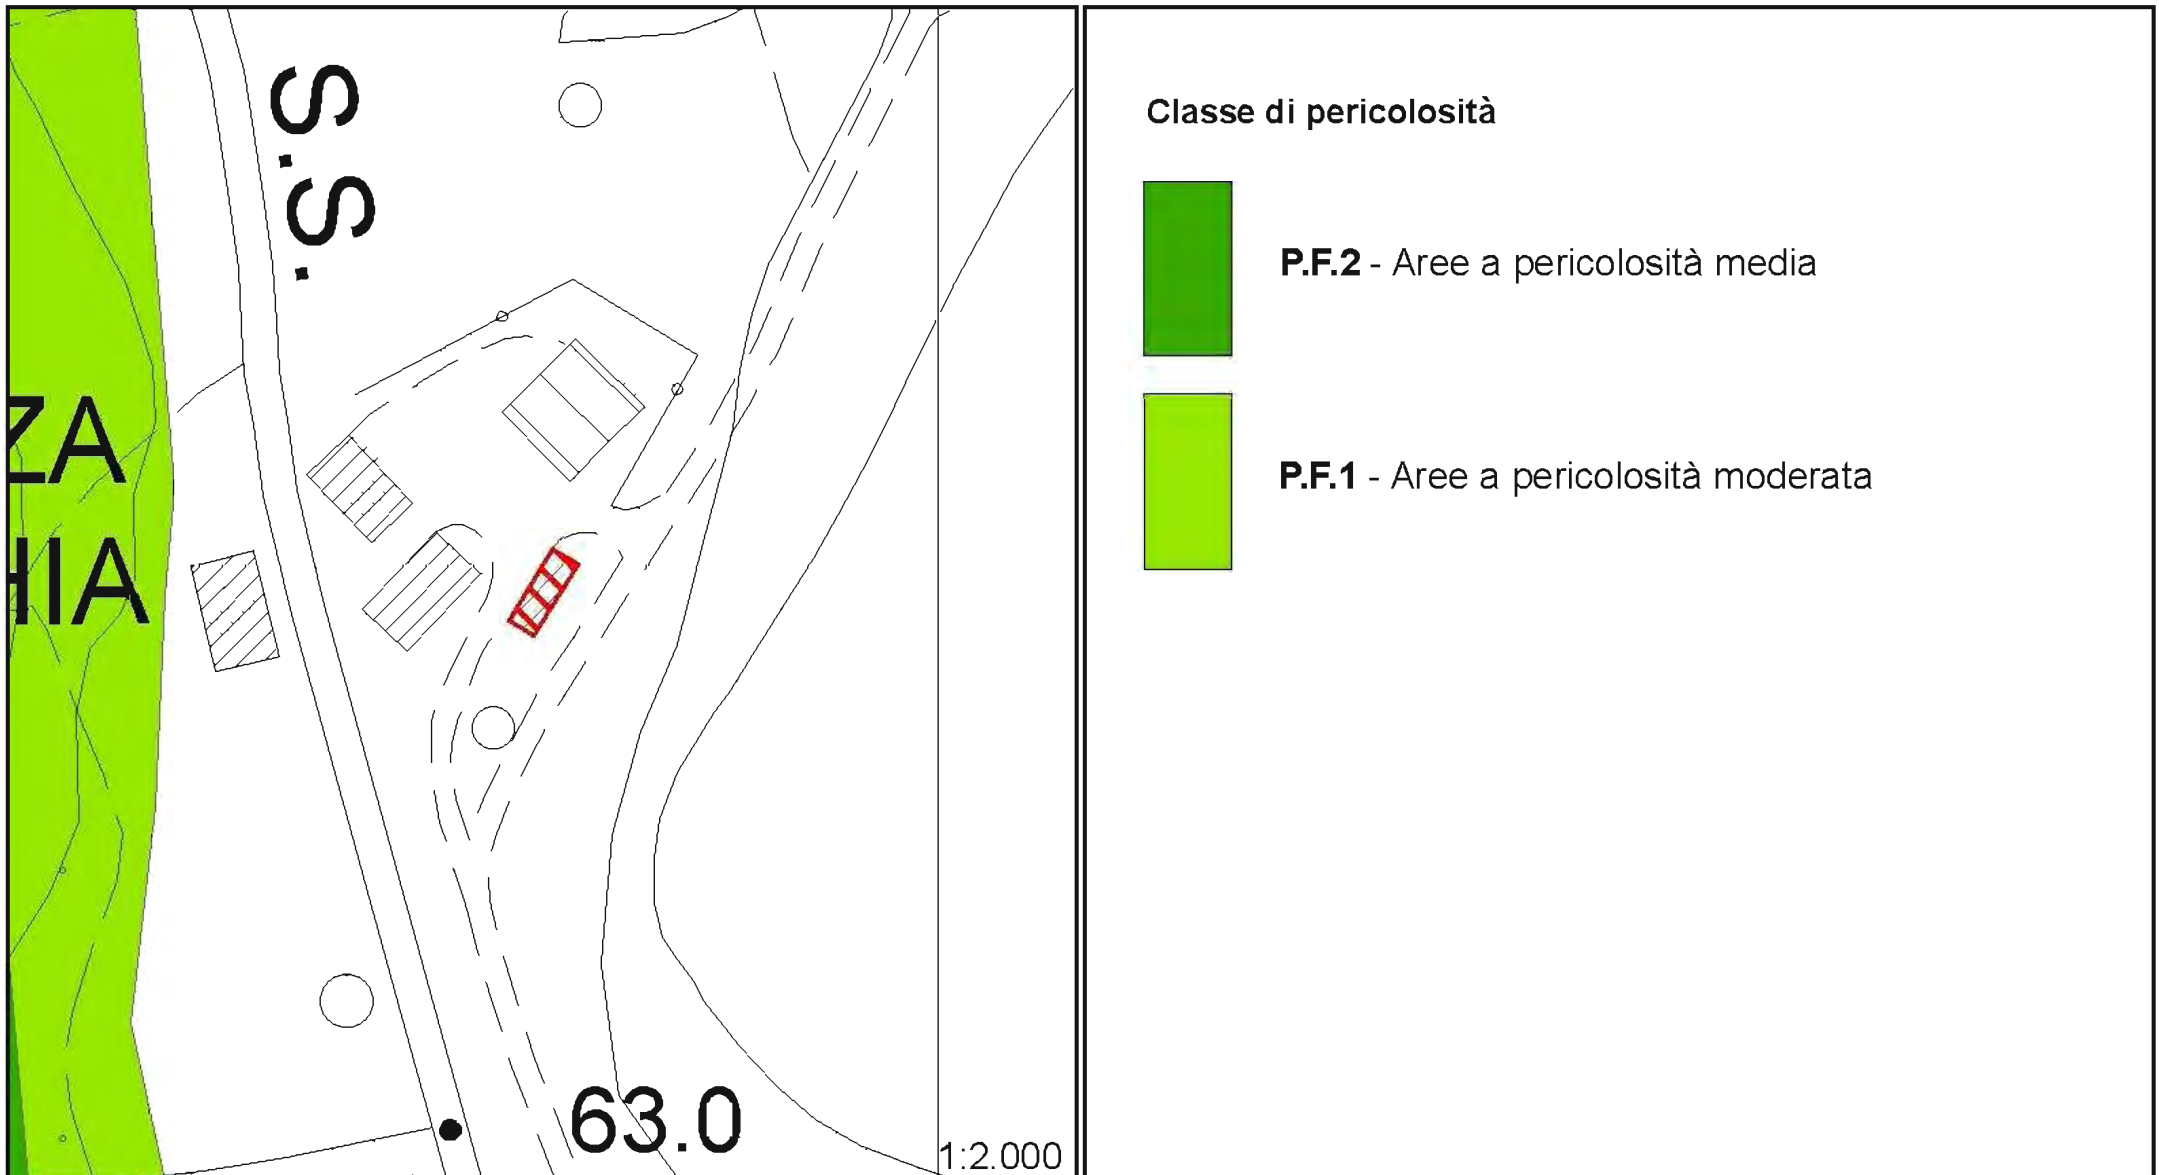 S.S.
ZA
HIA
63.0
1:2.000
Classe di pericolosità
P.F.2 - Aree a pericolosità media
P.F.1 - Aree a pericolosità moderata